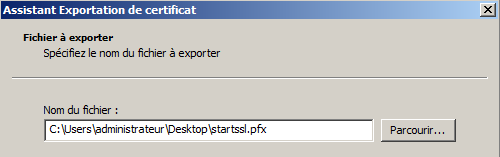 Assistant Exportation de certificat
Fichier à exporter
Spécifiez le nom du fichier à exporter
Nom du fichier :
C:\Users\administrateur\Desktop\startssl.pfx
Parcourir...